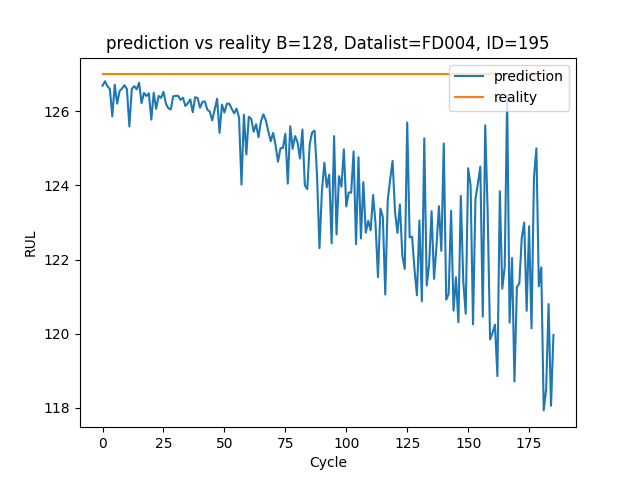 prediction vs reality B=128, Datalist=FD004, ID=195
prediction
reality
126
124
122
120
118
RUL
0 25 50 75 100 125 150 175
Cycle